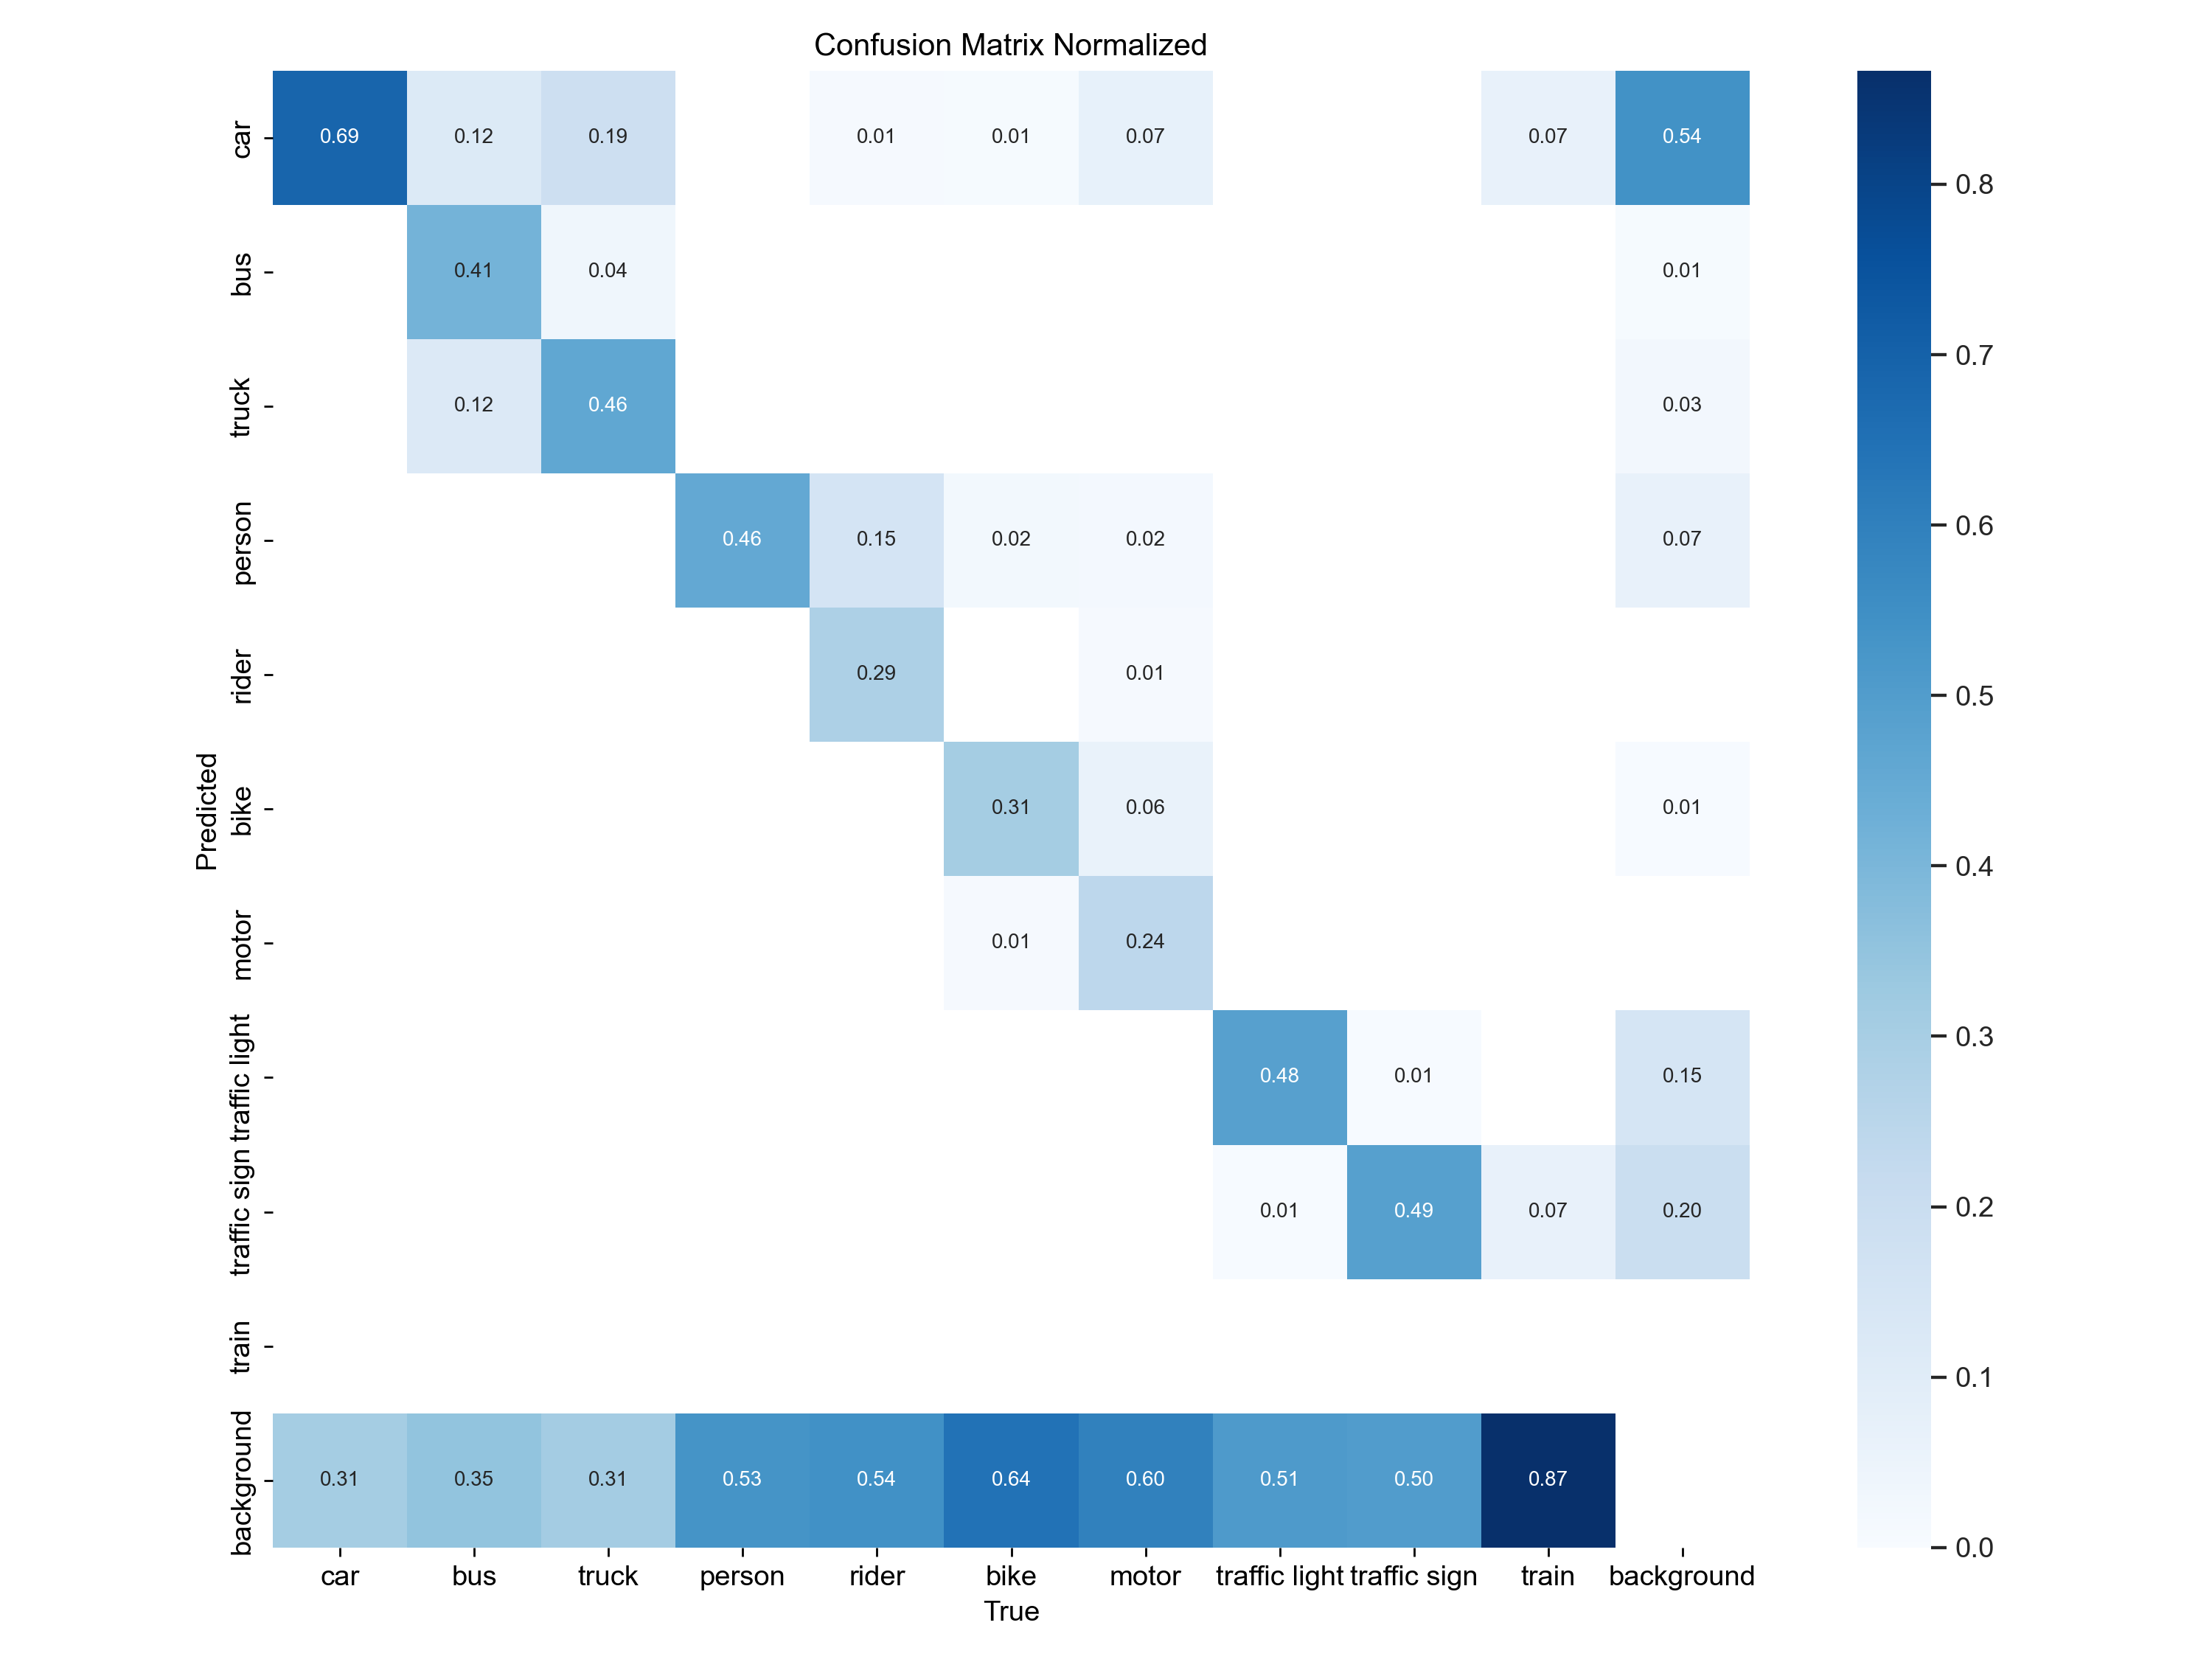 Confusion Matrix Normalized
car 0.69 0.12 0.19 0.01 0.01 0.07 0.07 0.54
bus 0.41 0.04 0.01
truck 0.12 0.46 0.03
person 0.46 0.15 0.02 0.02 0.07
rider 0.29 0.01
Predicted
bike 0.31 0.06 0.01
motor 0.01 0.24
traffic light 0.48 0.01 0.15
traffic sign 0.01 0.49 0.07 0.20
train
background 0.31 0.35 0.31 0.53 0.54 0.64 0.60 0.51 0.50 0.87
car bus truck person rider bike motor traffic light traffic sign train background
True
0.8
0.7
0.6
0.5
0.4
0.3
0.2
0.1
0.0